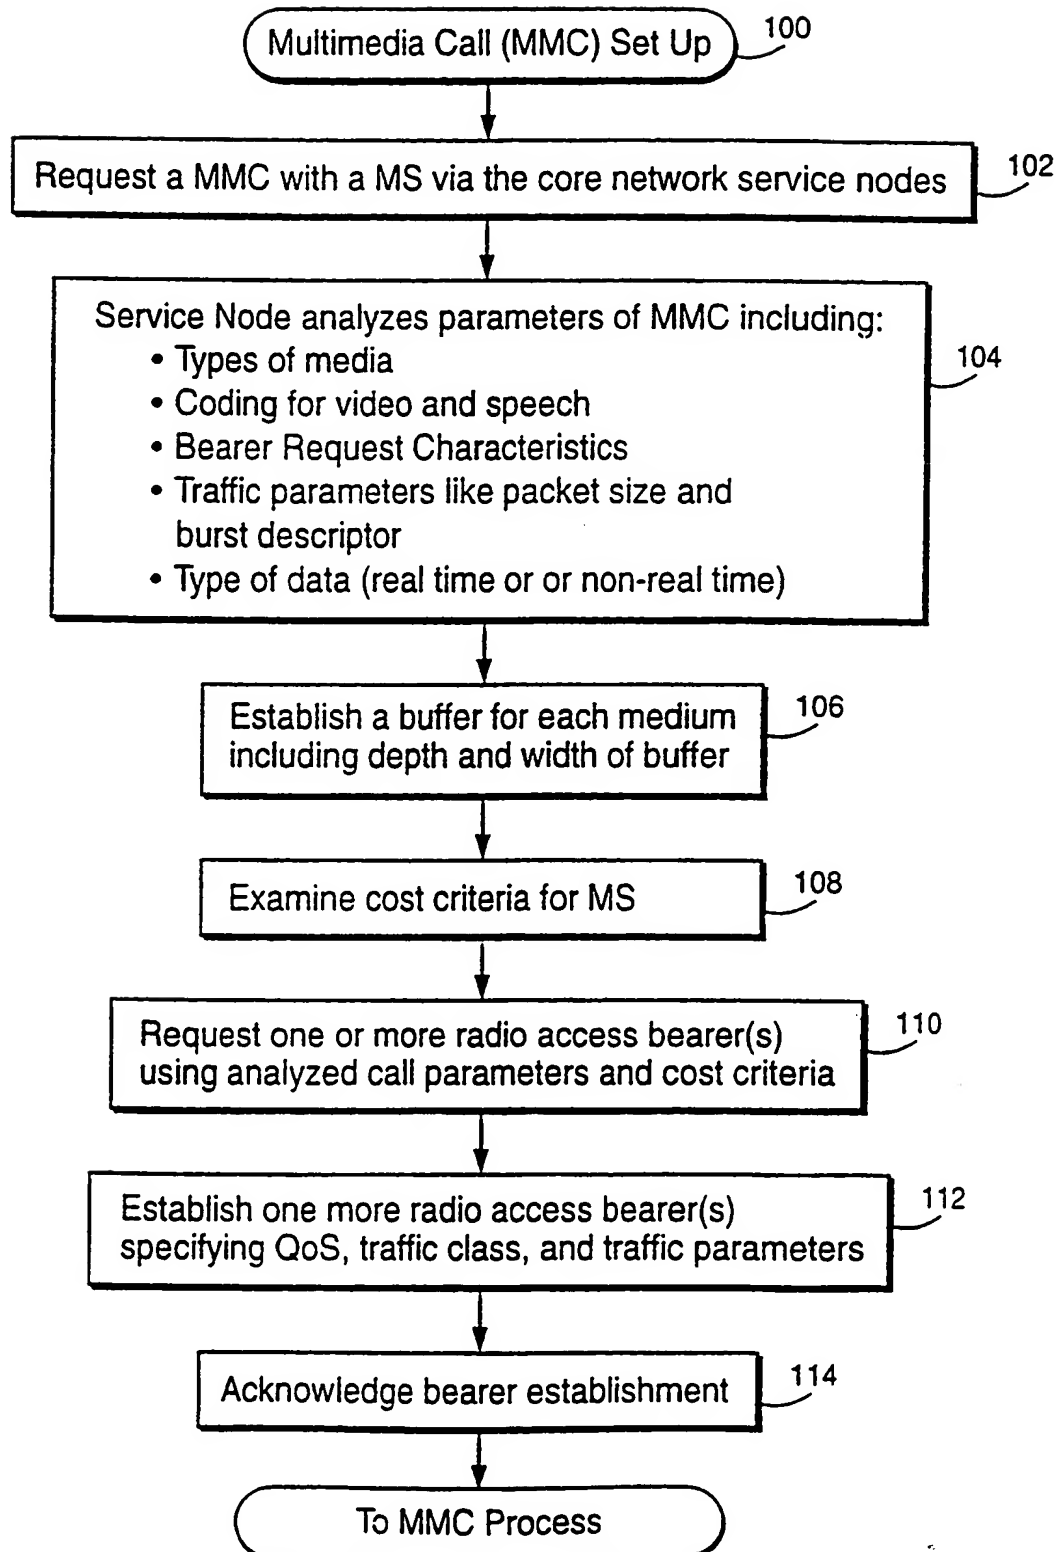 Multimedia Call (MMC) Set Up
100
Request a MMC with a MS via the core network service nodes
102
Service Node analyzes parameters of MMC including:
• Types of media
• Coding for video and speech
• Bearer Request Characteristics
• Traffic parameters like packet size and
burst descriptor
• Type of data (real time or or non-real time)
104
Establish a buffer for each medium
including depth and width of buffer
106
Examine cost criteria for MS
108
Request one or more radio access bearer(s)
using analyzed call parameters and cost criteria
110
Establish one more radio access bearer(s)
specifying QoS, traffic class, and traffic parameters
112
Acknowledge bearer establishment
114
To MMC Process